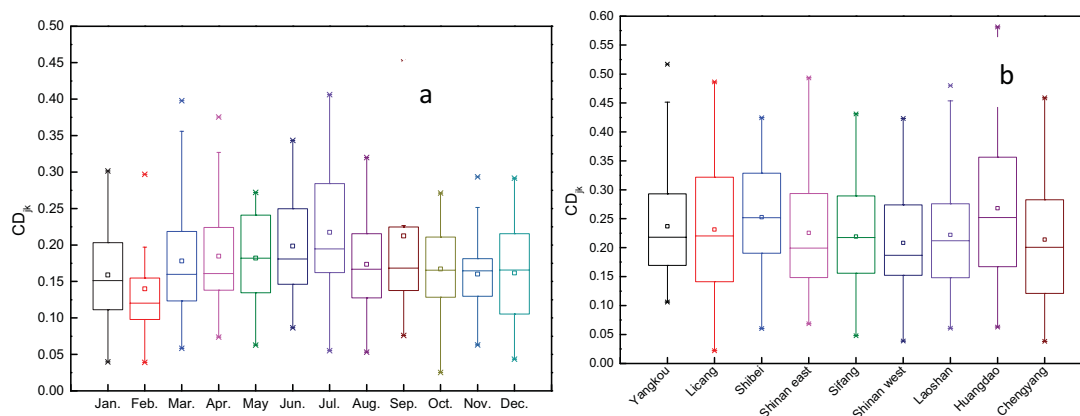 0.50
0.45
0.40
0.35
0.30
0.25
0.20
0.15
0.10
0.05
0.00
CDjk
a
Jan. Feb. Mar. Apr. May Jun. Jul. Aug. Sep. Oct. Nov. Dec.
0.60
0.55
0.50
0.45
0.40
0.35
0.30
0.25
0.20
0.15
0.10
0.05
0.00
CDjk
b
Yangkou
Licang
Shibei
Shinan east
Sifang
Shinan west
Laoshan
Huangdao
Chengyang